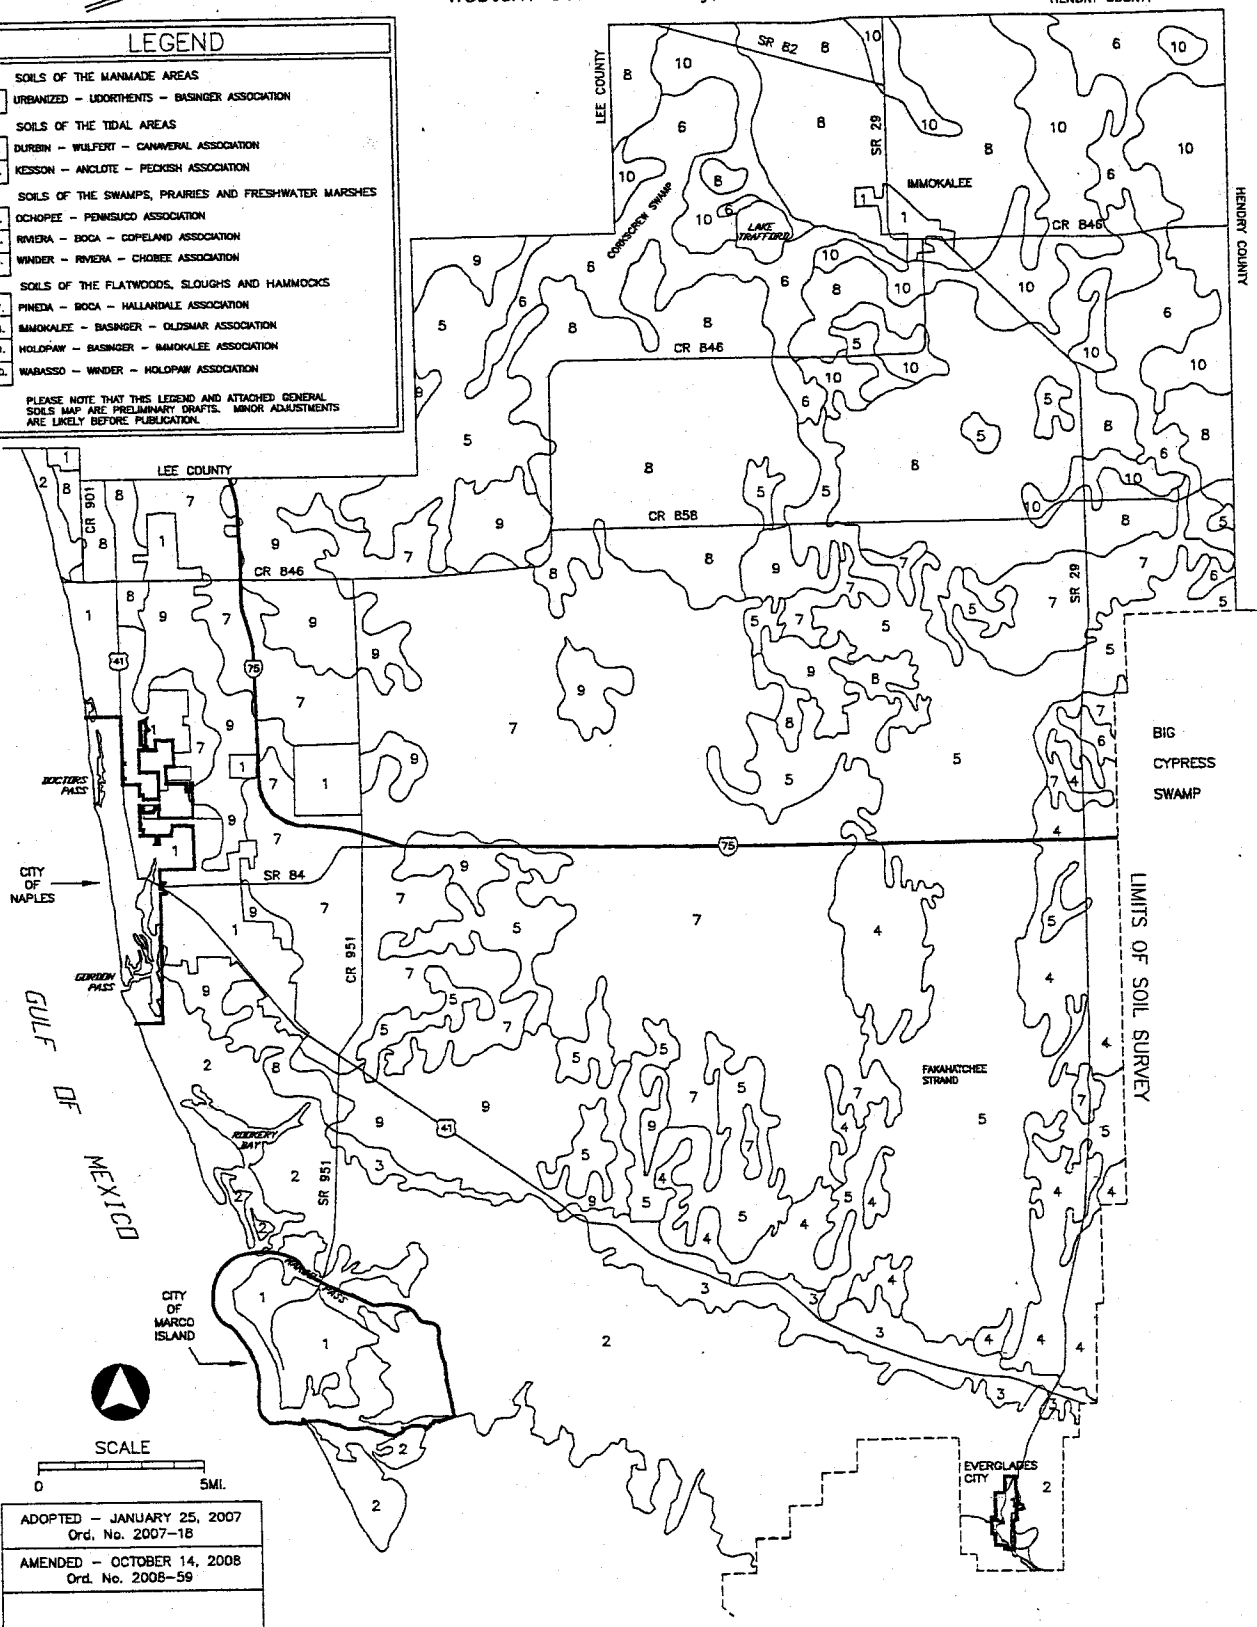 HENDRY COUNTY
LEGEND
SOILS OF THE MANMADE AREAS
URBANIZED – UDORTHENTS – BASINGER ASSOCIATION
SOILS OF THE TIDAL AREAS
DURBIN – WULFERT – CANAVERAL ASSOCIATION
KESSON – ANCLOTE – PECKISH ASSOCIATION
SOILS OF THE SWAMPS, PRAIRIES AND FRESHWATER MARSHES
OCHOPEE – PENNSUCO ASSOCIATION
RIVIERA – BOCA – COPELAND ASSOCIATION
WINDER – RIVIERA – CHOBEE ASSOCIATION
SOILS OF THE FLATWOODS, SLOUGHS AND HAMMOCKS
PINEDA – BOCA – HALLANDALE ASSOCIATION
IMMOKALEE – BASINGER – OLDSMAR ASSOCIATION
HOLOPAW – BASINGER – IMMOKALEE ASSOCIATION
WABASSO – WINDER – HOLOPAW ASSOCIATION
PLEASE NOTE THAT THIS LEGEND AND ATTACHED GENERAL
SOILS MAP ARE PRELIMINARY DRAFTS. MINOR ADJUSTMENTS
ARE LIKELY BEFORE PUBLICATION.
LEE COUNTY
SR 82
SR 29
IMMOKALEE
CORKSCREW SWAMP
LAKE
TRAFFORD
CR 846
HENDRY COUNTY
CR 846
LEE COUNTY
CR 901
CR 858
CR 846
SR 29
41
75
BIG
CYPRESS
SWAMP
DOCTORS
PASS
75
CITY
OF
NAPLES
SR 84
CR 951
LIMITS OF SOIL SURVEY
GORDON
PASS
GULF OF MEXICO
FAKAHATCHEE
STRAND
ROOKERY
BAY
41
SR 951
MARCO PASS
CITY
OF
MARCO
ISLAND
EVERGLADES
CITY
SCALE
0 5MI.
ADOPTED – JANUARY 25, 2007
Ord. No. 2007–18
AMENDED – OCTOBER 14, 2008
Ord. No. 2008–59